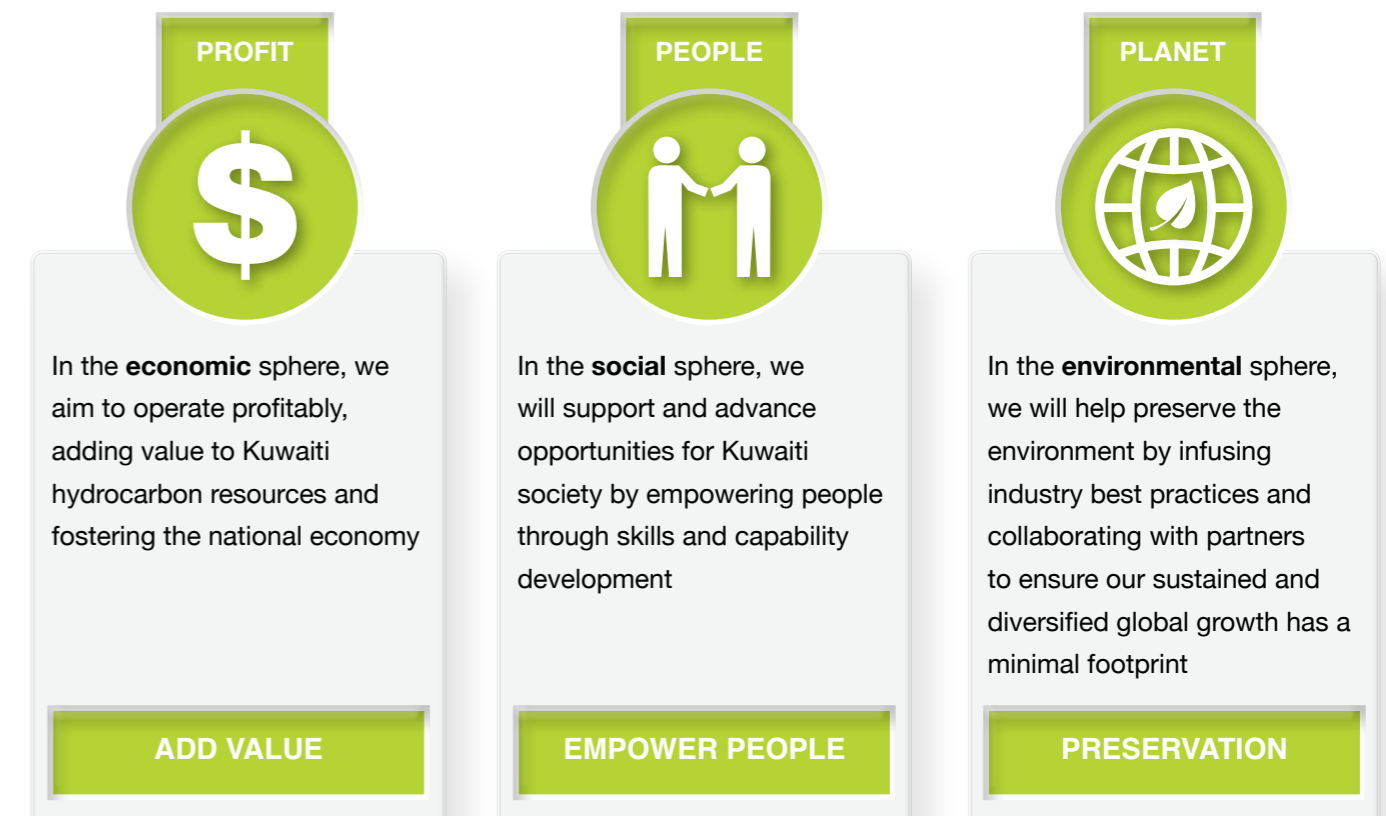 PROFIT
$
In the economic sphere, we
aim to operate profitably,
adding value to Kuwaiti
hydrocarbon resources and
fostering the national economy
ADD VALUE
PEOPLE
In the social sphere, we
will support and advance
opportunities for Kuwaiti
society by empowering people
through skills and capability
development
EMPOWER PEOPLE
PLANET
In the environmental sphere,
we will help preserve the
environment by infusing
industry best practices and
collaborating with partners
to ensure our sustained and
diversified global growth has a
minimal footprint
PRESERVATION